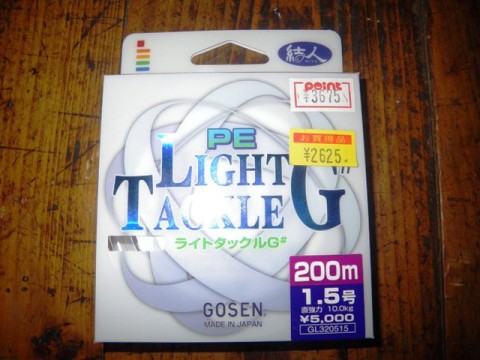 結人
point
¥3675
お買得品
¥2625
PE
LIGHT
TACKLE G#
ライトタックルG#
200m
1.5号
直強力 10.0kg
¥5,000
GL320515
GOSEN
MADE IN JAPAN